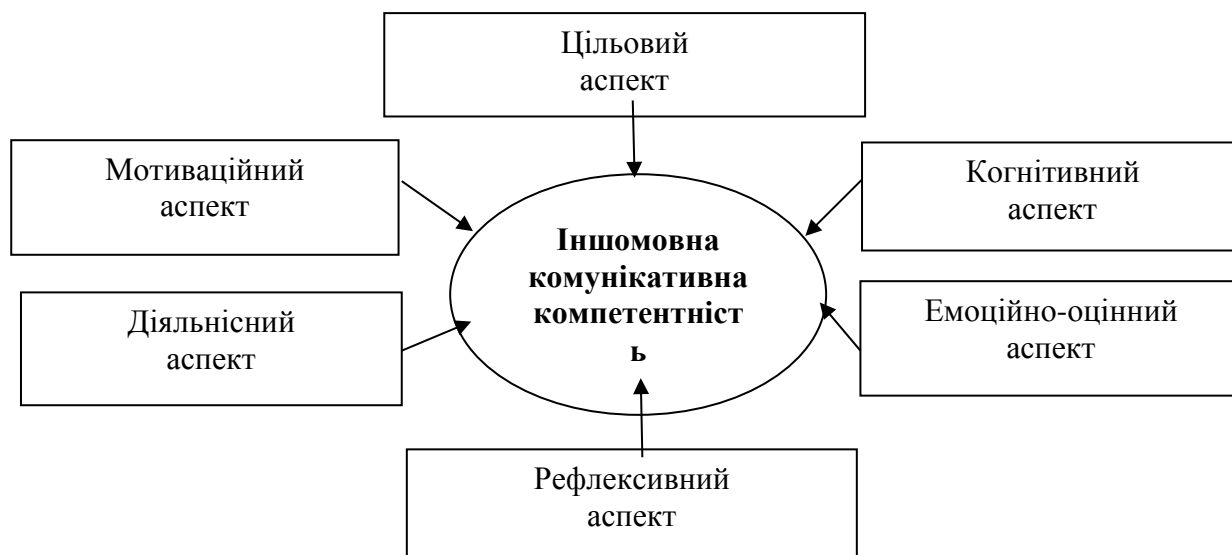 Цільовий
аспект
Мотиваційний
аспект
Когнітивний
аспект
Іншомовна
комунікативна
компетентніст
ь
Діяльнісний
аспект
Емоційно-оцінний
аспект
Рефлексивний
аспект